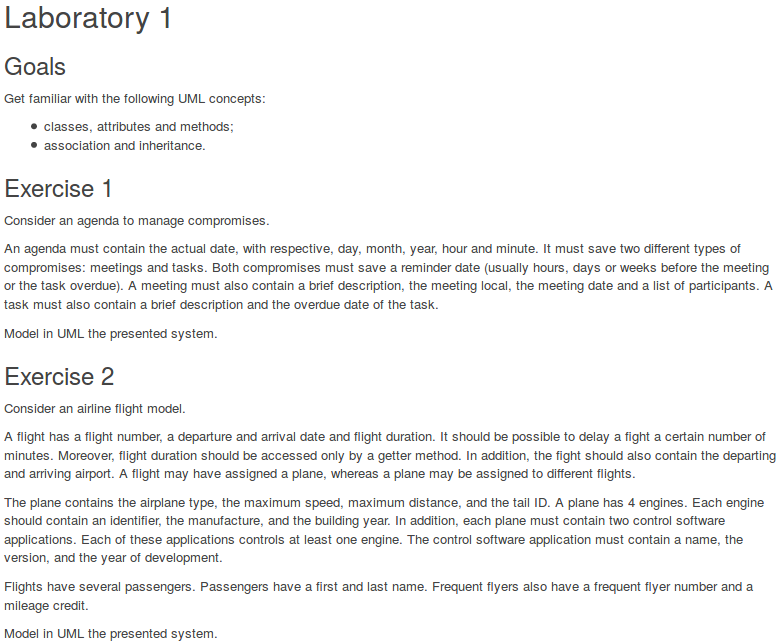 Laboratory 1
Goals
Get familiar with the following UML concepts:
classes, attributes and methods;
association and inheritance.
Exercise 1
Consider an agenda to manage compromises.
An agenda must contain the actual date, with respective, day, month, year, hour and minute. It must save two different types of
compromises: meetings and tasks. Both compromises must save a reminder date (usually hours, days or weeks before the meeting
or the task overdue). A meeting must also contain a brief description, the meeting local, the meeting date and a list of participants. A
task must also contain a brief description and the overdue date of the task.
Model in UML the presented system.
Exercise 2
Consider an airline flight model.
A flight has a flight number, a departure and arrival date and flight duration. It should be possible to delay a fight a certain number of
minutes. Moreover, flight duration should be accessed only by a getter method. In addition, the fight should also contain the departing
and arriving airport. A flight may have assigned a plane, whereas a plane may be assigned to different flights.
The plane contains the airplane type, the maximum speed, maximum distance, and the tail ID. A plane has 4 engines. Each engine
should contain an identifier, the manufacture, and the building year. In addition, each plane must contain two control software
applications. Each of these applications controls at least one engine. The control software application must contain a name, the
version, and the year of development.
Flights have several passengers. Passengers have a first and last name. Frequent flyers also have a frequent flyer number and a
mileage credit.
Model in UML the presented system.